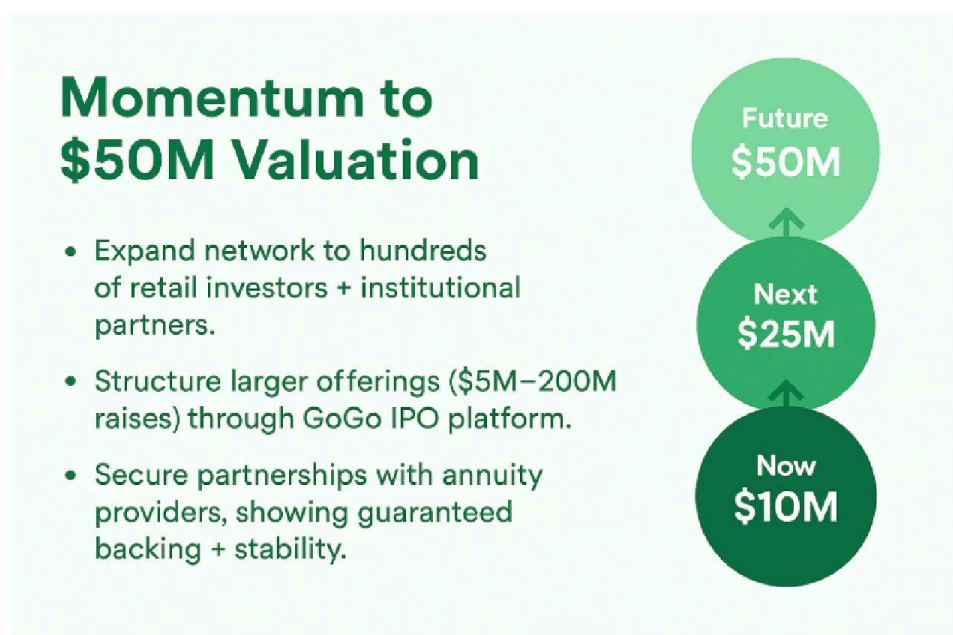 Momentum to
$50M Valuation
• Expand network to hundreds
of retail investors + institutional
partners.
• Structure larger offerings ($5M–200M
raises) through GoGo IPO platform.
• Secure partnerships with annuity
providers, showing guaranteed
backing + stability.
Future
$50M
Next
$25M
Now
$10M